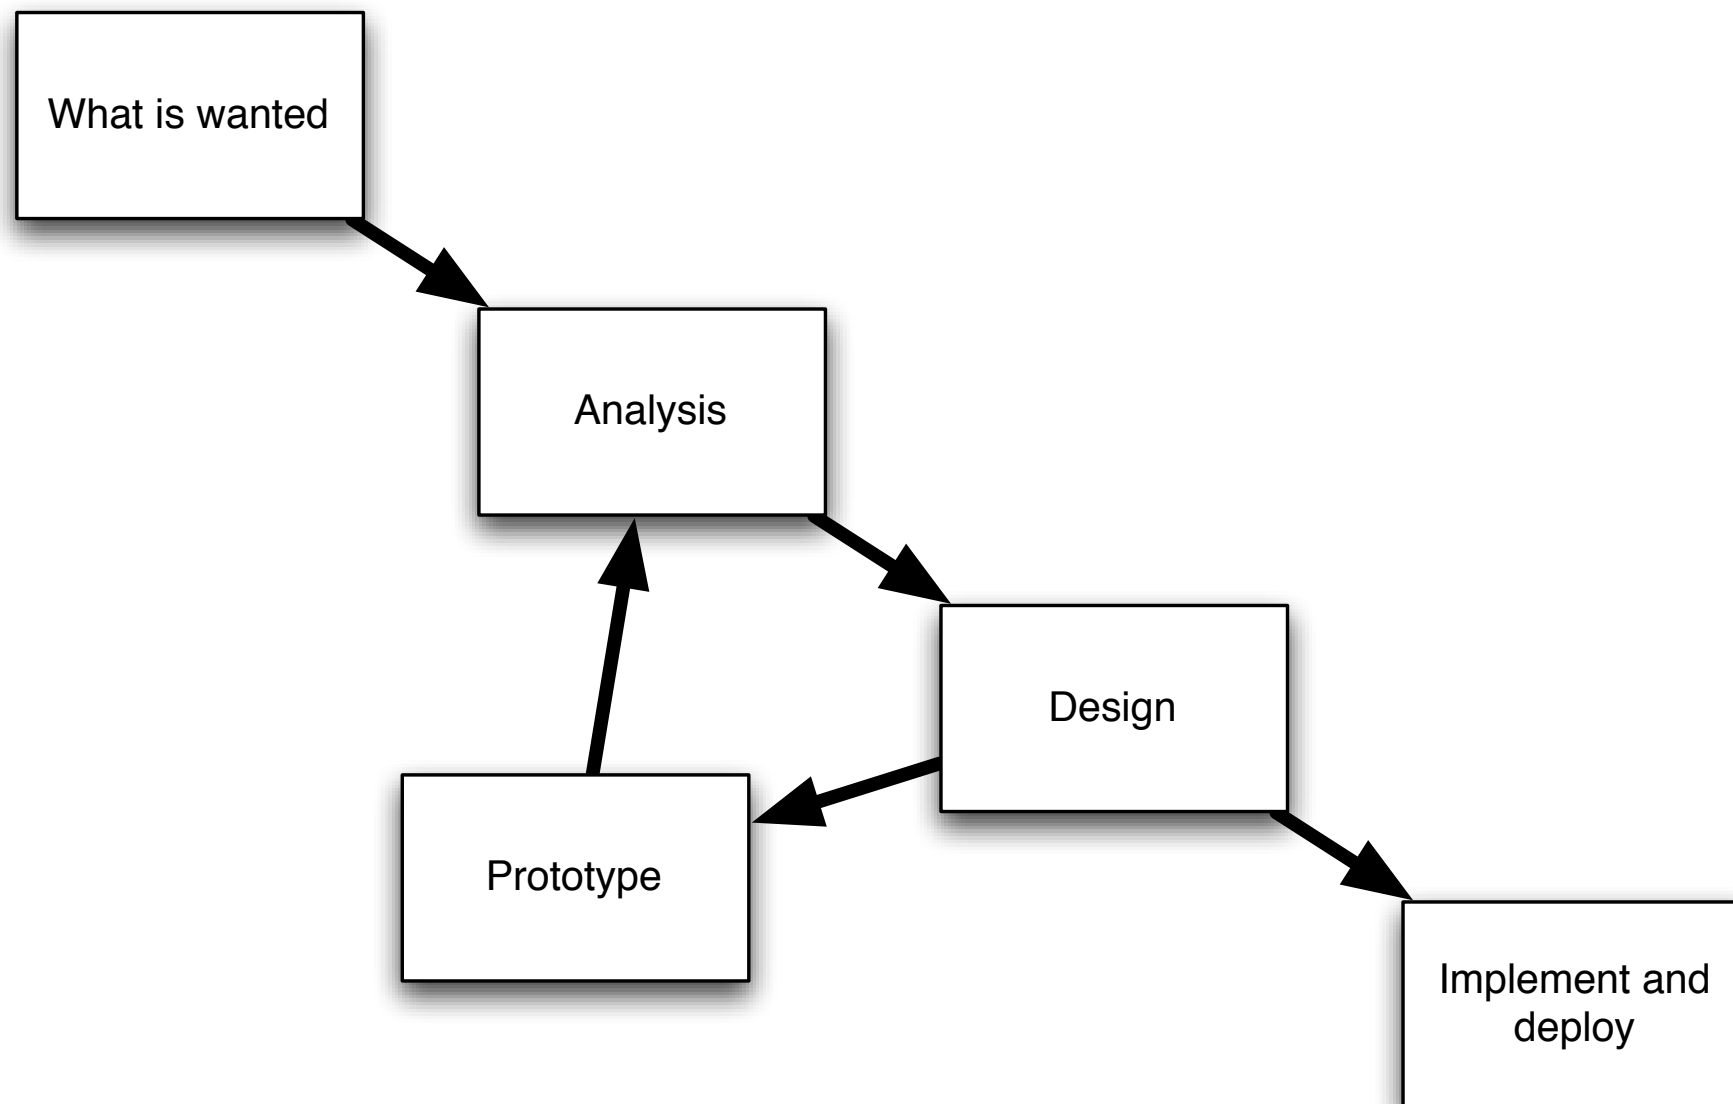 What is wanted
Analysis
Design
Prototype
Implement and
deploy